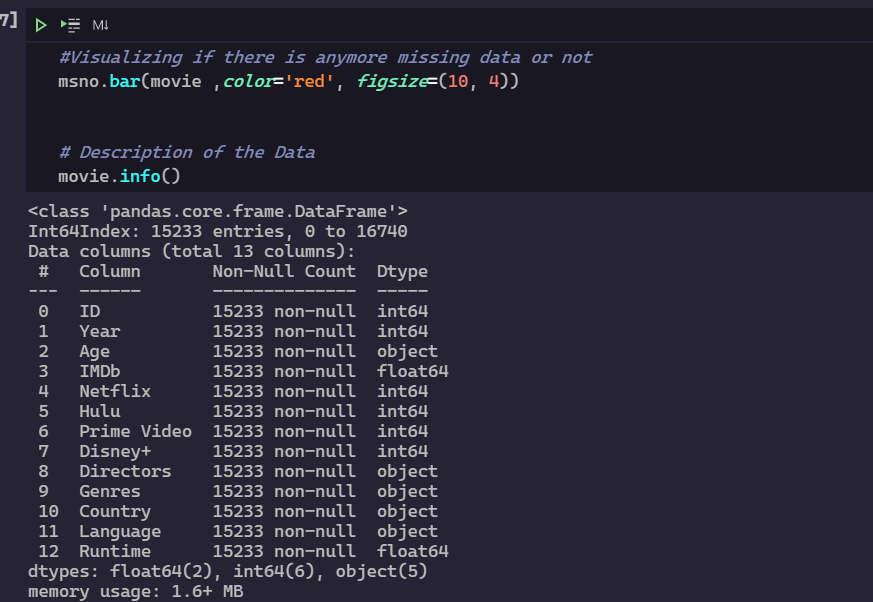 7]
M↓
#Visualizing if there is anymore missing data or not
msno.bar(movie ,color='red', figsize=(10, 4))
# Description of the Data
movie.info()
<class 'pandas.core.frame.DataFrame'>
Int64Index: 15233 entries, 0 to 16740
Data columns (total 13 columns):
 #   Column       Non-Null Count  Dtype
---  ------       --------------  -----
 0   ID           15233 non-null  int64
 1   Year         15233 non-null  int64
 2   Age          15233 non-null  object
 3   IMDb         15233 non-null  float64
 4   Netflix      15233 non-null  int64
 5   Hulu         15233 non-null  int64
 6   Prime Video  15233 non-null  int64
 7   Disney+      15233 non-null  int64
 8   Directors    15233 non-null  object
 9   Genres       15233 non-null  object
 10  Country      15233 non-null  object
 11  Language     15233 non-null  object
 12  Runtime      15233 non-null  float64
dtypes: float64(2), int64(6), object(5)
memory usage: 1.6+ MB